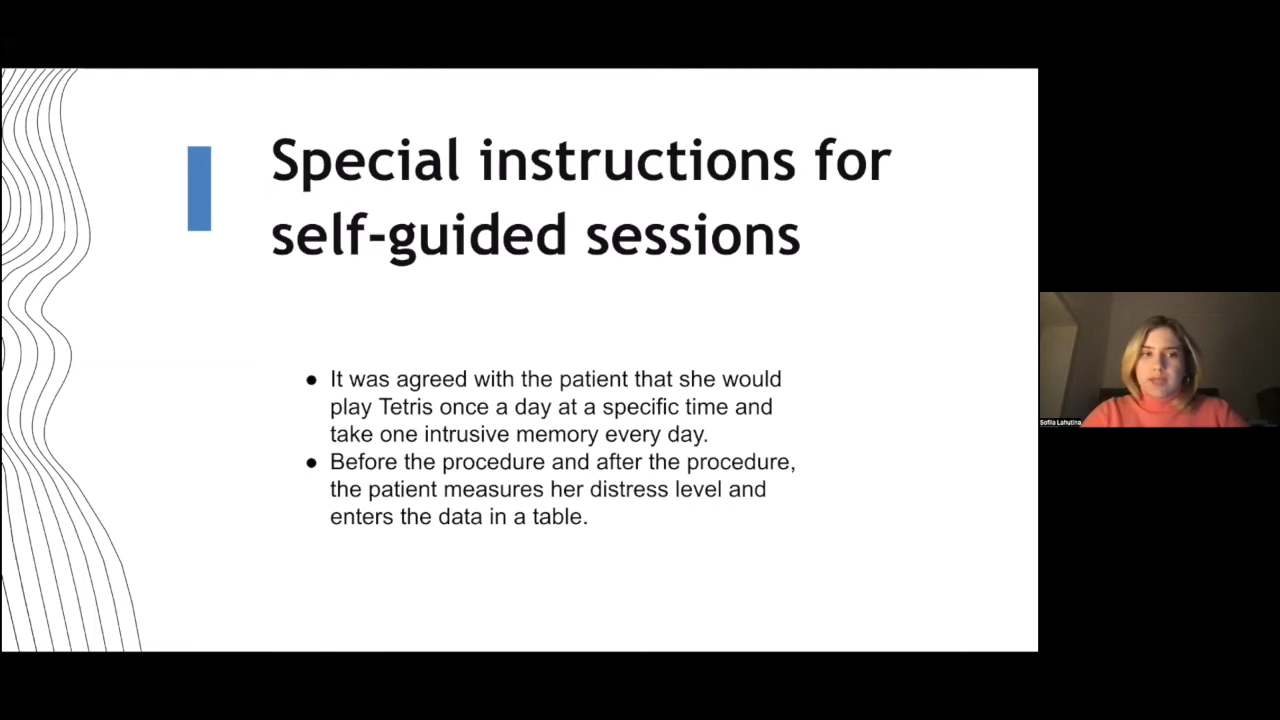 Special instructions for
self-guided sessions
● It was agreed with the patient that she would
play Tetris once a day at a specific time and
take one intrusive memory every day.
● Before the procedure and after the procedure,
the patient measures her distress level and
enters the data in a table.
Sofiia Lahutina